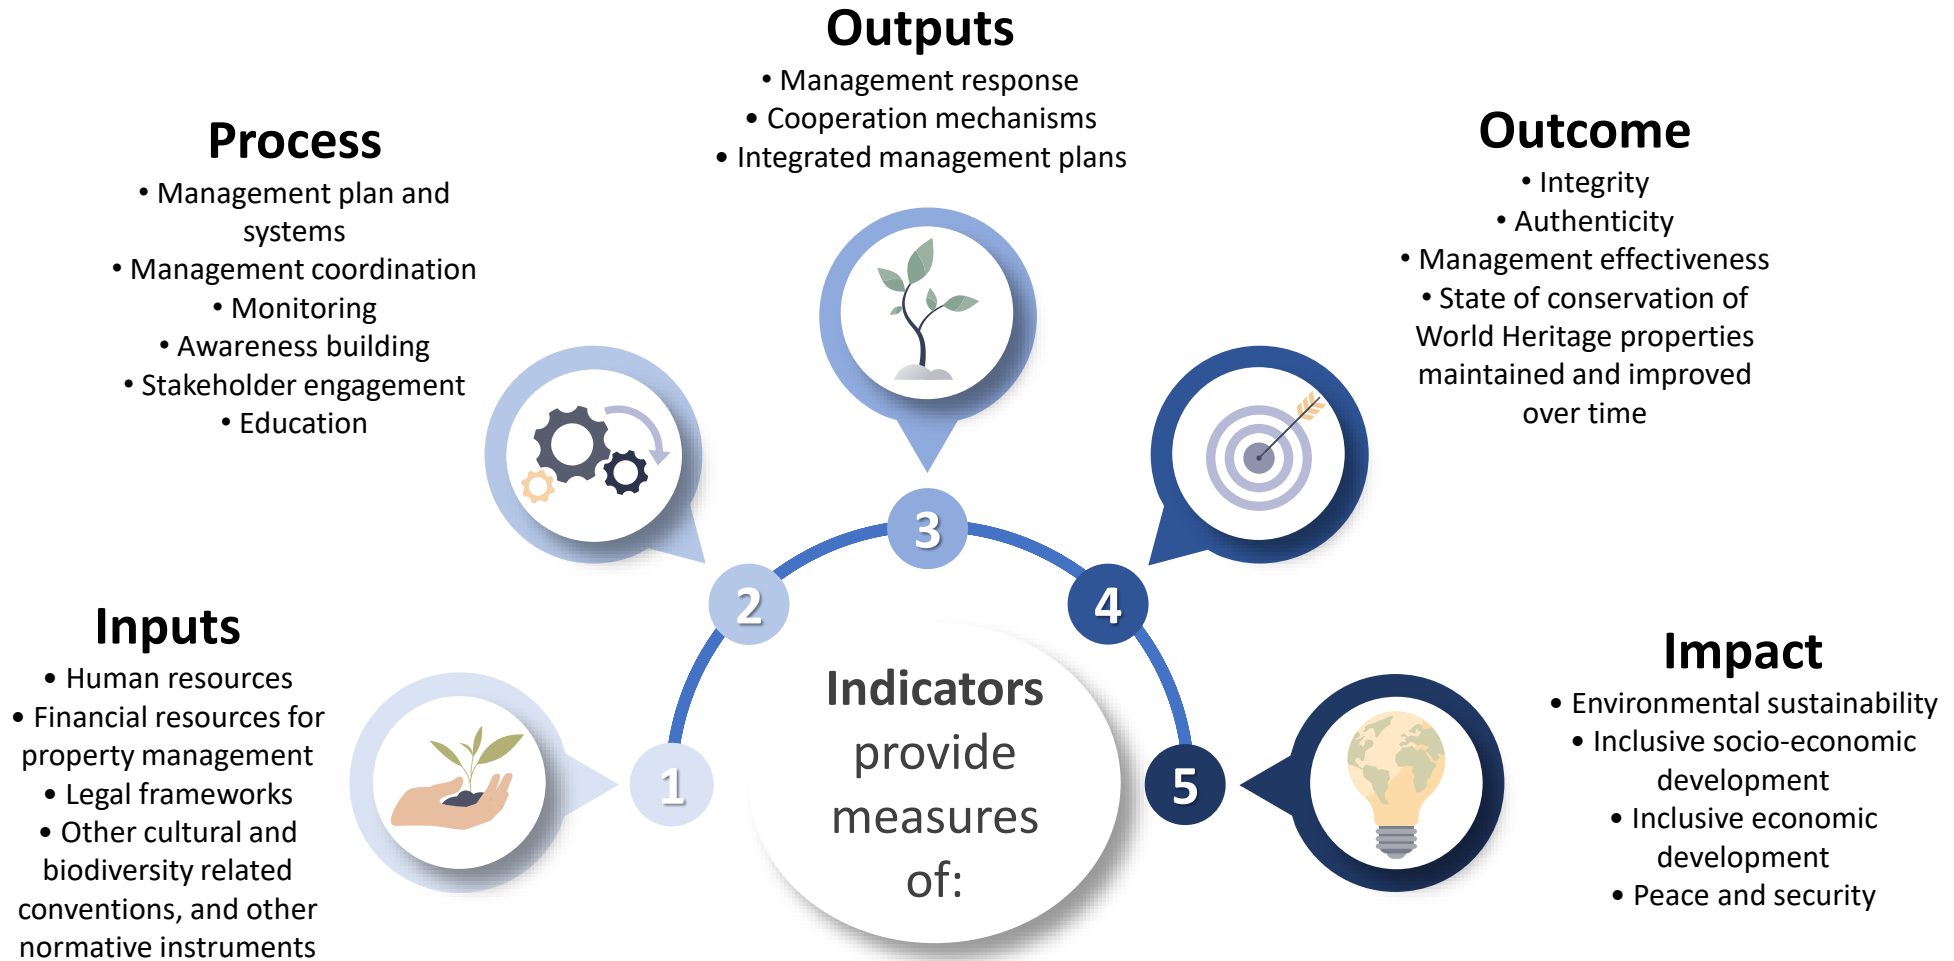 Inputs
• Human resources
• Financial resources for
property management
• Legal frameworks
• Other cultural and
biodiversity related
conventions, and other
normative instruments
1
Process
• Management plan and
systems
• Management coordination
• Monitoring
• Awareness building
• Stakeholder engagement
• Education
2
Outputs
• Management response
• Cooperation mechanisms
• Integrated management plans
3
Outcome
• Integrity
• Authenticity
• Management effectiveness
• State of conservation of
World Heritage properties
maintained and improved
over time
4
Impact
• Environmental sustainability
• Inclusive socio-economic
development
• Inclusive economic
development
• Peace and security
5
Indicators
provide
measures
of: